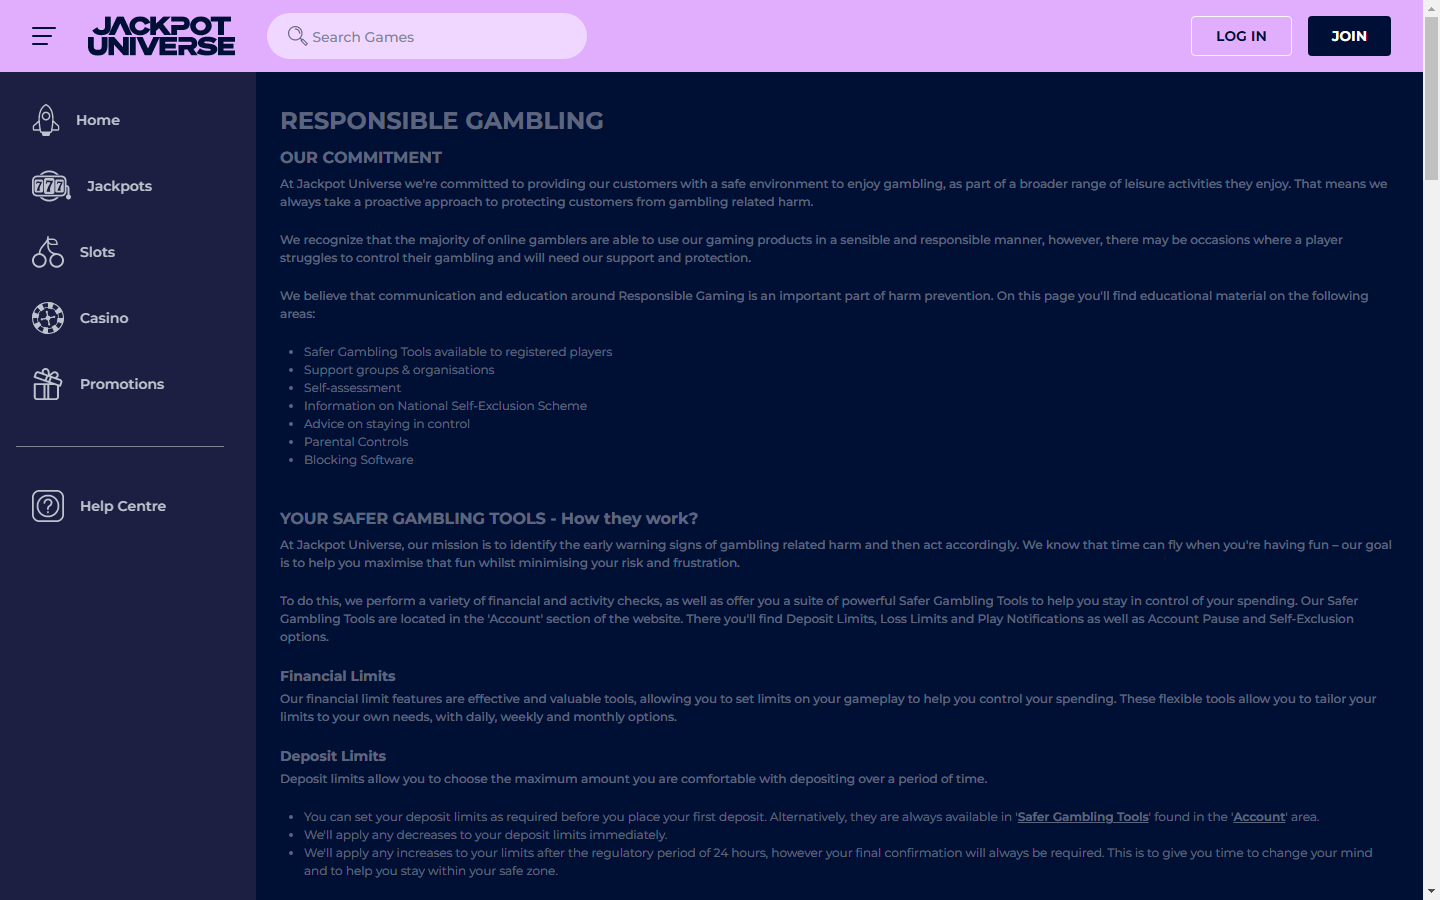 JACKPOT
UNIVERSE
Search Games
LOG IN
JOIN
Home
Jackpots
Slots
Casino
Promotions
Help Centre
RESPONSIBLE GAMBLING
OUR COMMITMENT
At Jackpot Universe we're committed to providing our customers with a safe environment to enjoy gambling, as part of a broader range of leisure activities they enjoy. That means we
always take a proactive approach to protecting customers from gambling related harm.
We recognize that the majority of online gamblers are able to use our gaming products in a sensible and responsible manner, however, there may be occasions where a player
struggles to control their gambling and will need our support and protection.
We believe that communication and education around Responsible Gaming is an important part of harm prevention. On this page you'll find educational material on the following
areas:
• Safer Gambling Tools available to registered players
• Support groups & organisations
• Self-assessment
• Information on National Self-Exclusion Scheme
• Advice on staying in control
• Parental Controls
• Blocking Software
YOUR SAFER GAMBLING TOOLS - How they work?
At Jackpot Universe, our mission is to identify the early warning signs of gambling related harm and then act accordingly. We know that time can fly when you're having fun – our goal
is to help you maximise that fun whilst minimising your risk and frustration.
To do this, we perform a variety of financial and activity checks, as well as offer you a suite of powerful Safer Gambling Tools to help you stay in control of your spending. Our Safer
Gambling Tools are located in the 'Account' section of the website. There you'll find Deposit Limits, Loss Limits and Play Notifications as well as Account Pause and Self-Exclusion
options.
Financial Limits
Our financial limit features are effective and valuable tools, allowing you to set limits on your gameplay to help you control your spending. These flexible tools allow you to tailor your
limits to your own needs, with daily, weekly and monthly options.
Deposit Limits
Deposit limits allow you to choose the maximum amount you are comfortable with depositing over a period of time.
• You can set your deposit limits as required before you place your first deposit. Alternatively, they are always available in 'Safer Gambling Tools' found in the 'Account' area.
• We'll apply any decreases to your deposit limits immediately.
• We'll apply any increases to your limits after the regulatory period of 24 hours, however your final confirmation will always be required. This is to give you time to change your mind
and to help you stay within your safe zone.